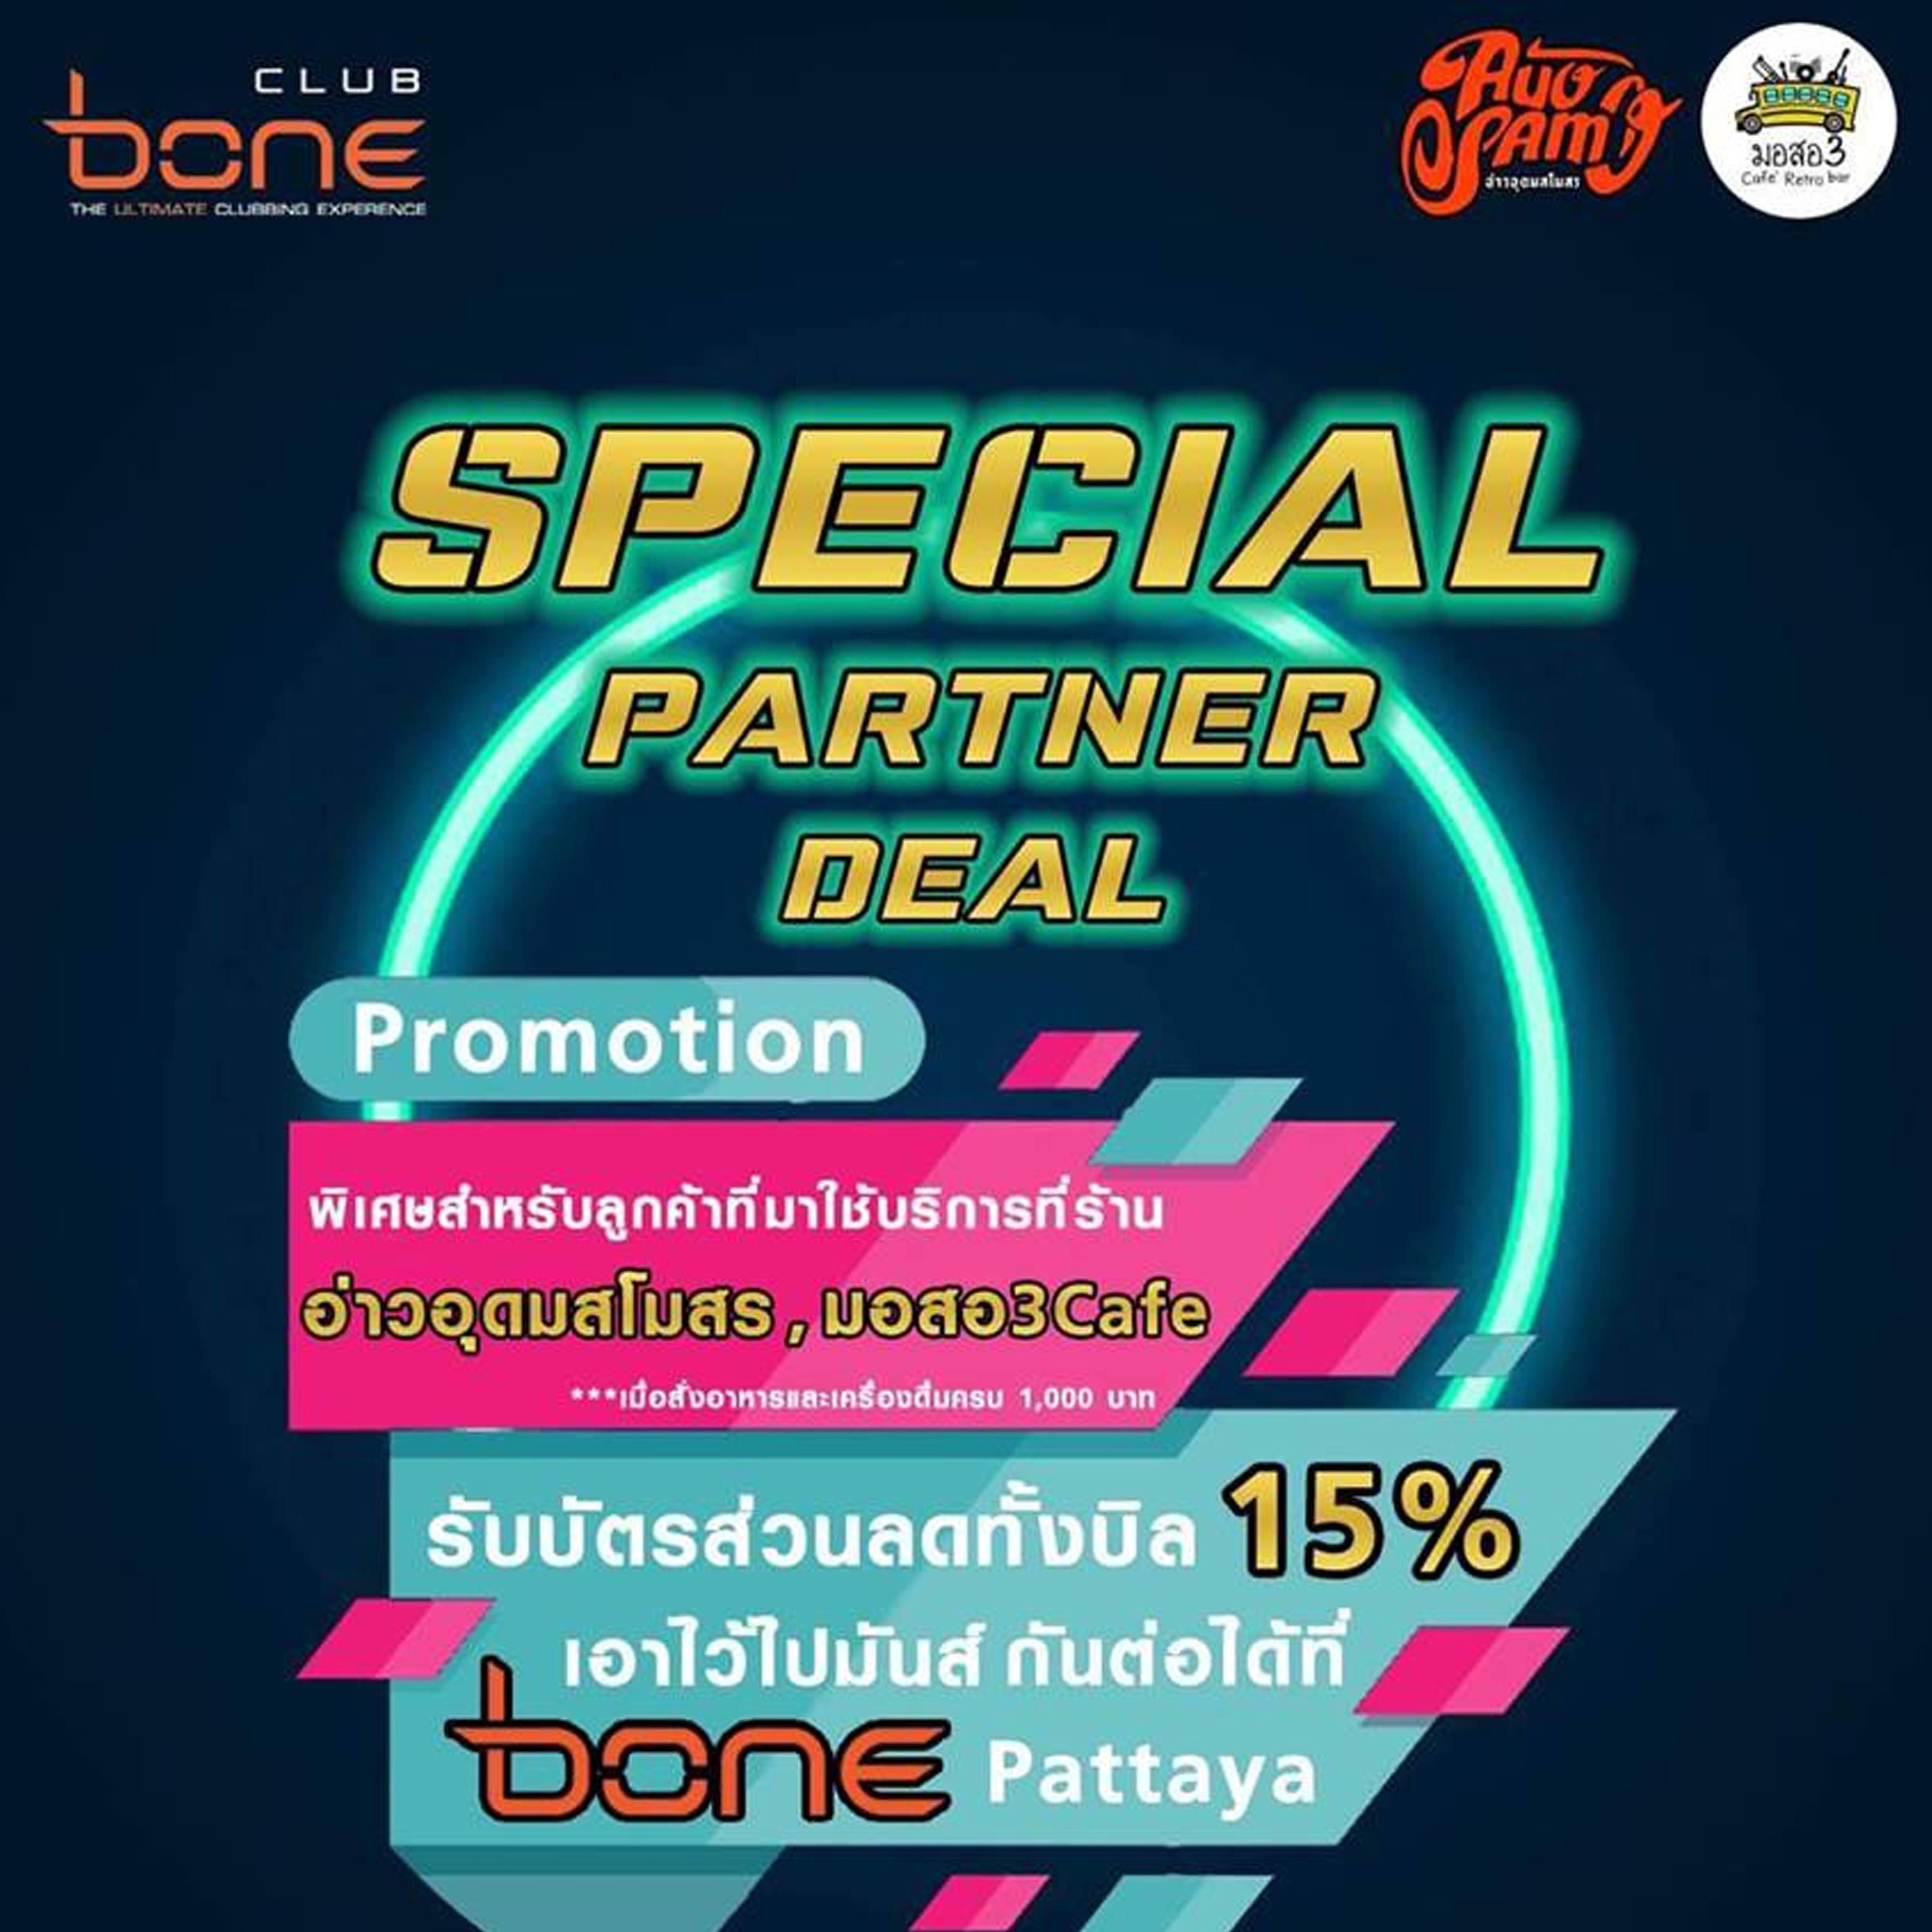 CLUB
bone
THE ULTIMATE CLUBBING EXPERENCE
อ่าวอุดมสโมสร
มอสอ3
Cafe' Retro bar
SPECIAL
PARTNER
DEAL
Promotion
พิเศษสำหรับลูกค้าที่มาใช้บริการที่ร้าน
อ่าวอุดมสโมสร , มอสอ3Cafe
***เมื่อสั่งอาหารและเครื่องดื่มครบ 1,000 บาท
รับบัตรส่วนลดทั้งบิล 15%
เอาไว้ไปมันส์ กันต่อได้ที่
bone Pattaya